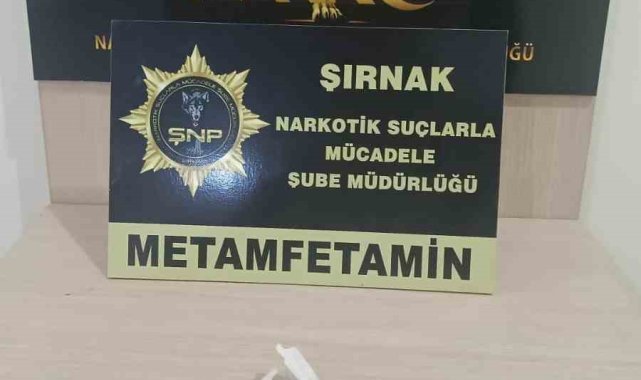 ŞIRNAK
NARKOTİK SUÇLARLA
MÜCADELE
ŞUBE MÜDÜRLÜĞÜ
ŞNP
METAMFETAMİN